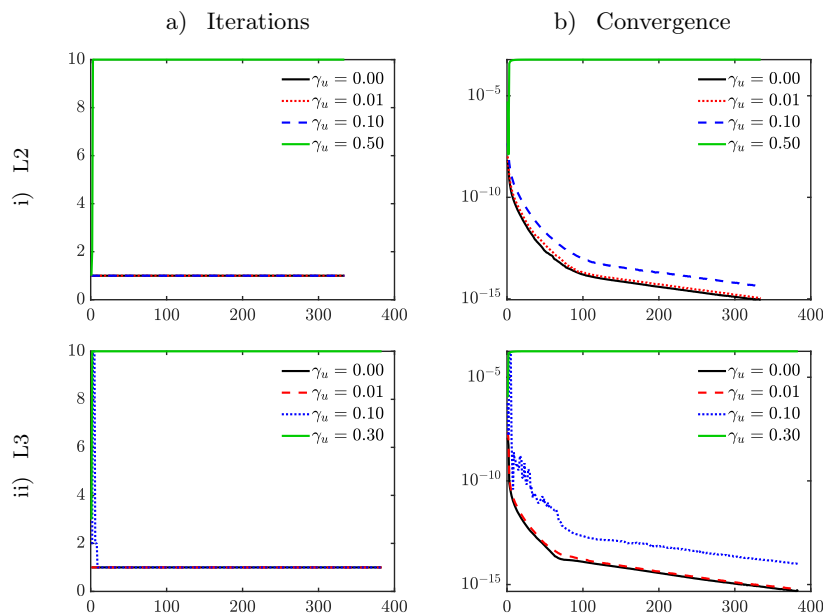 a) Iterations
b) Convergence
i) L2
10
8
6
4
2
0
0 100 200 300 400
γu = 0.00
γu = 0.01
γu = 0.10
γu = 0.50
10^-5
10^-10
10^-15
0 100 200 300 400
γu = 0.00
γu = 0.01
γu = 0.10
γu = 0.50
ii) L3
10
8
6
4
2
0
0 100 200 300 400
γu = 0.00
γu = 0.01
γu = 0.10
γu = 0.30
10^-5
10^-10
10^-15
0 100 200 300 400
γu = 0.00
γu = 0.01
γu = 0.10
γu = 0.30